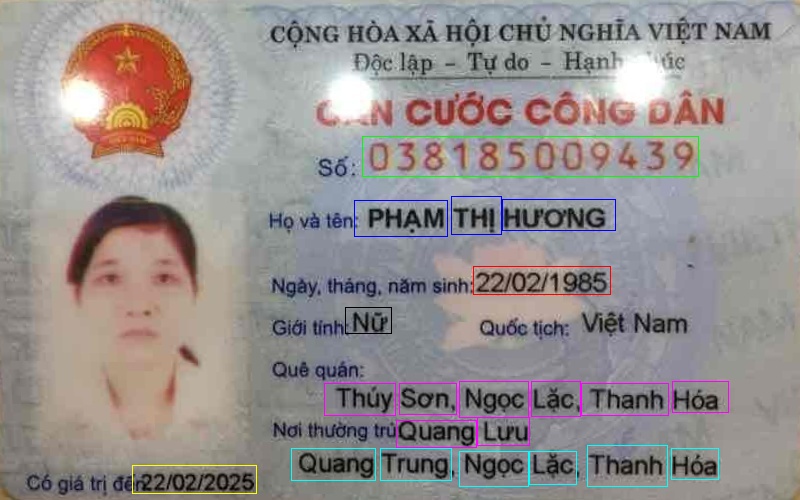 CỘNG HÒA XÃ HỘI CHỦ NGHĨA VIỆT NAM
Độc lập - Tự do - Hạnh phúc
CĂN CƯỚC CÔNG DÂN
Số: 038185009439
Họ và tên: PHẠM THỊ HƯƠNG
Ngày, tháng, năm sinh: 22/02/1985
Giới tính: Nữ Quốc tịch: Việt Nam
Quê quán:
Thúy Sơn, Ngọc Lặc, Thanh Hóa
Nơi thường trú: Quang Lưu
Quang Trung, Ngọc Lặc, Thanh Hóa
Có giá trị đến: 22/02/2025